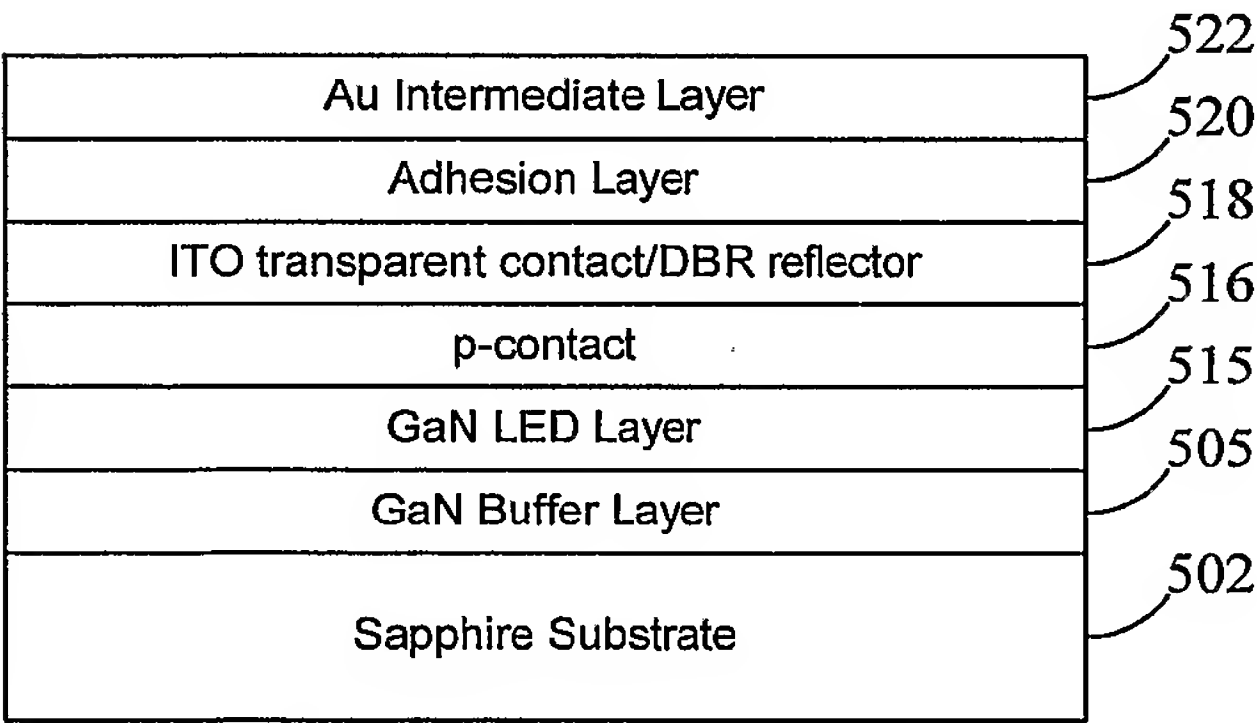 522
Au Intermediate Layer
520
Adhesion Layer
518
ITO transparent contact/DBR reflector
516
p-contact
515
GaN LED Layer
505
GaN Buffer Layer
502
Sapphire Substrate